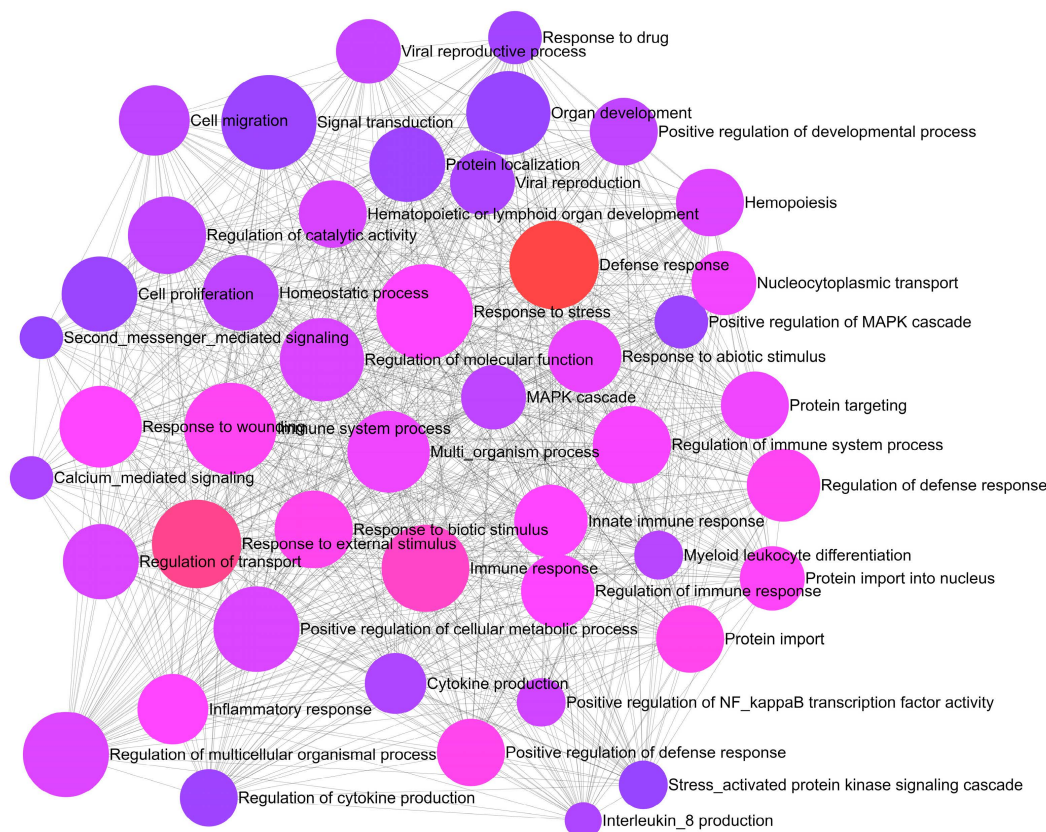 Response to drug
Viral reproductive process
Organ development
Cell migration
Signal transduction
Positive regulation of developmental process
Protein localization
Viral reproduction
Hemopoiesis
Hematopoietic or lymphoid organ development
Regulation of catalytic activity
Defense response
Nucleocytoplasmic transport
Cell proliferation
Homeostatic process
Response to stress
Positive regulation of MAPK cascade
Second_messenger_mediated signaling
Response to abiotic stimulus
Regulation of molecular function
MAPK cascade
Protein targeting
Response to wounding
Immune system process
Regulation of immune system process
Multi_organism process
Calcium_mediated signaling
Regulation of defense response
Innate immune response
Response to biotic stimulus
Response to external stimulus
Myeloid leukocyte differentiation
Regulation of transport
Immune response
Protein import into nucleus
Regulation of immune response
Positive regulation of cellular metabolic process
Protein import
Cytokine production
Positive regulation of NF_kappaB transcription factor activity
Inflammatory response
Regulation of multicellular organismal process
Positive regulation of defense response
Stress_activated protein kinase signaling cascade
Regulation of cytokine production
Interleukin_8 production